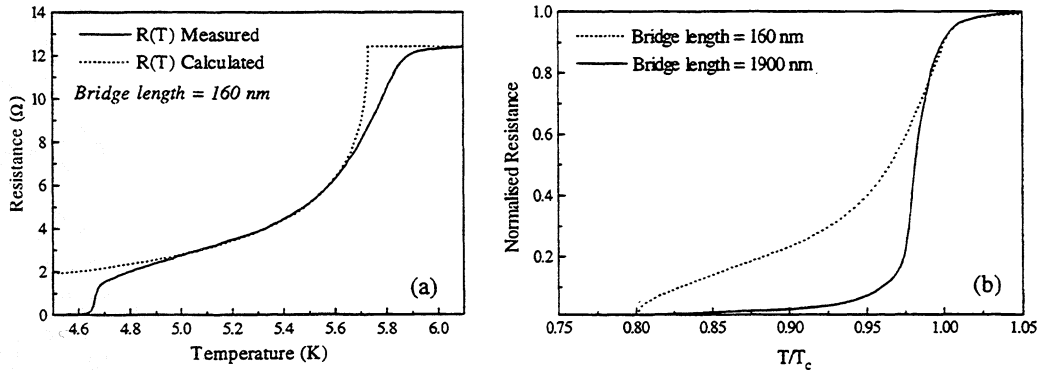 14
12
10
8
6
4
2
0
Resistance (Ω)
R(T) Measured
R(T) Calculated
Bridge length = 160 nm
(a)
4.6 4.8 5.0 5.2 5.4 5.6 5.8 6.0
Temperature (K)
1.0
0.8
0.6
0.4
0.2
Normalised Resistance
Bridge length = 160 nm
Bridge length = 1900 nm
(b)
0.75 0.80 0.85 0.90 0.95 1.00 1.05
T/Tc